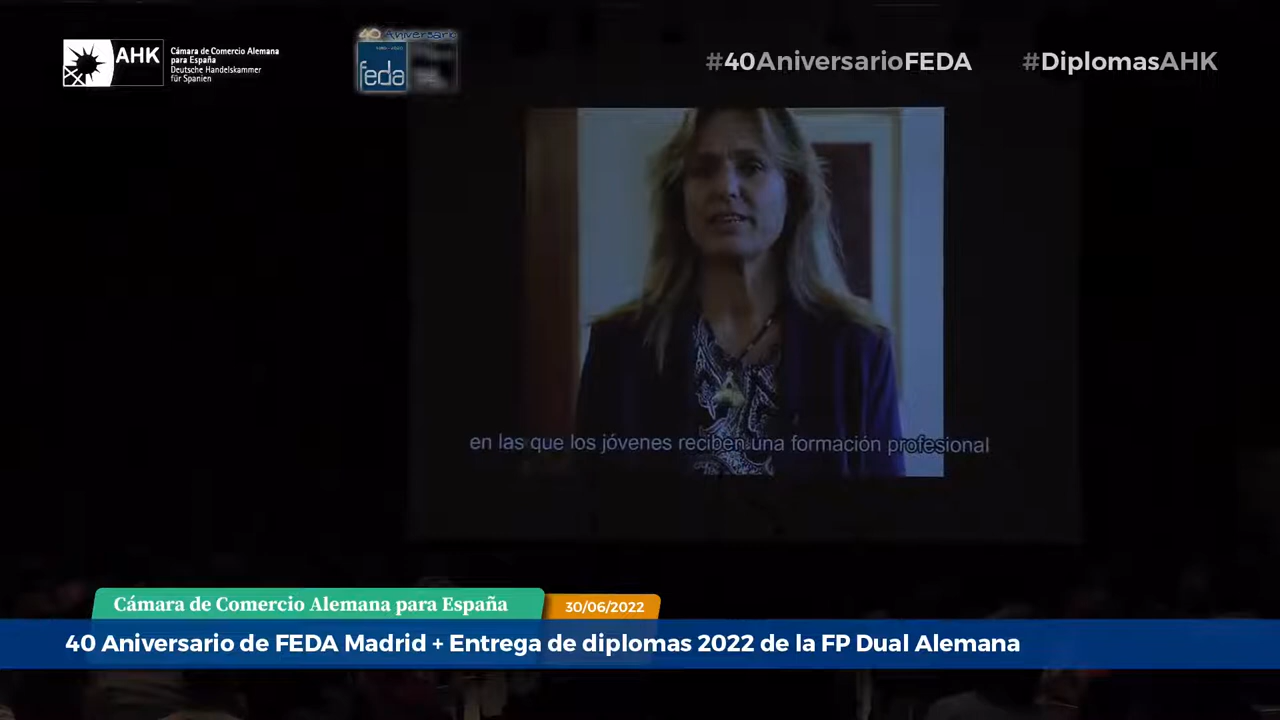 AHK
Cámara de Comercio Alemana
para España
Deutsche Handelskammer
für Spanien
40 Aniversario
feda
#40AniversarioFEDA
#DiplomasAHK
en las que los jóvenes reciben una formación profesional
Cámara de Comercio Alemana para España
30/06/2022
40 Aniversario de FEDA Madrid + Entrega de diplomas 2022 de la FP Dual Alemana